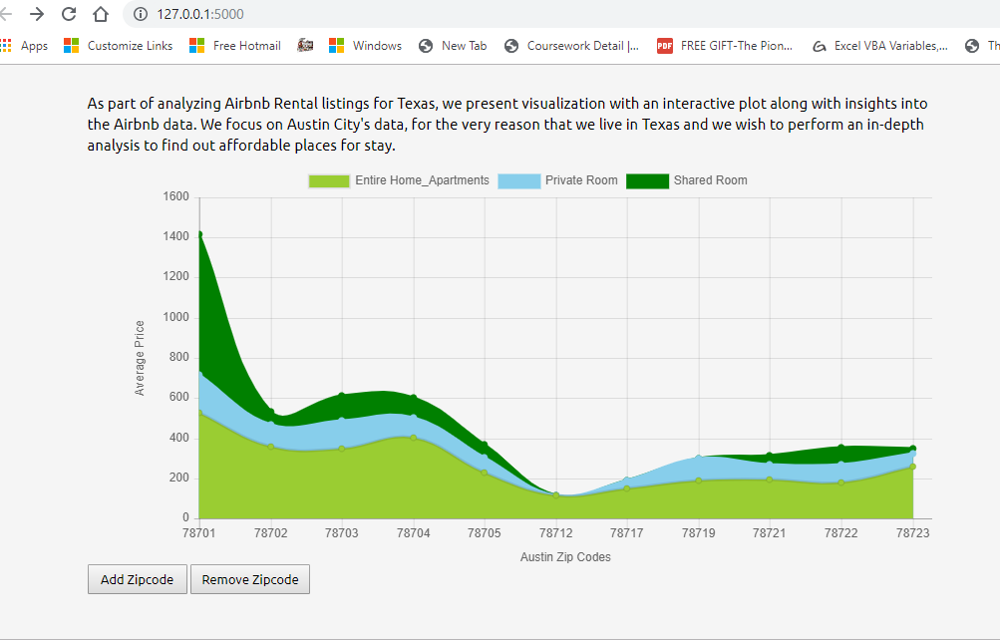 127.0.0.1:5000
Apps Customize Links Free Hotmail Windows New Tab Coursework Detail |... PDF FREE GIFT-The Pion... Excel VBA Variables,... Th
As part of analyzing Airbnb Rental listings for Texas, we present visualization with an interactive plot along with insights into
the Airbnb data. We focus on Austin City's data, for the very reason that we live in Texas and we wish to perform an in-depth
analysis to find out affordable places for stay.
Entire Home_Apartments Private Room Shared Room
1600
1400
1200
1000
800
600
400
200
0
Average Price
78701 78702 78703 78704 78705 78712 78717 78719 78721 78722 78723
Austin Zip Codes
Add Zipcode Remove Zipcode